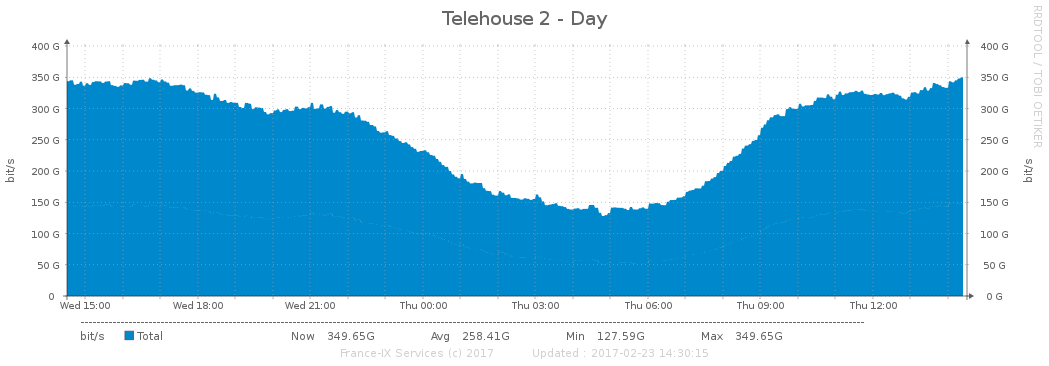 Telehouse 2 - Day
RRDTOOL / TOBI OETIKER
400 G 400 G
350 G 350 G
300 G 300 G
250 G 250 G
200 G 200 G
150 G 150 G
100 G 100 G
50 G 50 G
0 0 G
bit/s
bit/s
Wed 15:00 Wed 18:00 Wed 21:00 Thu 00:00 Thu 03:00 Thu 06:00 Thu 09:00 Thu 12:00
bit/s Total Now 349.65G Avg 258.41G Min 127.59G Max 349.65G
France-IX Services (c) 2017 Updated : 2017-02-23 14:30:15